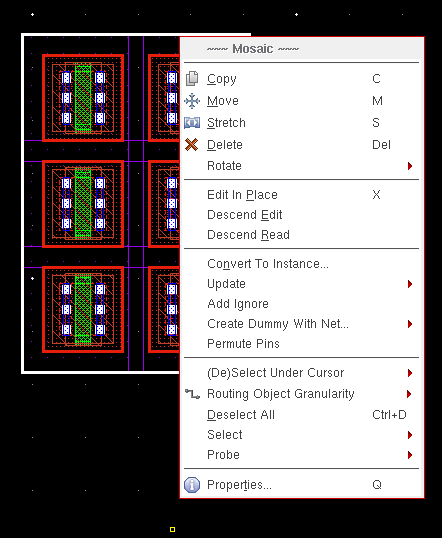 ~~~ Mosaic ~~~
Copy C
Move M
Stretch S
Delete Del
Rotate
Edit In Place X
Descend Edit
Descend Read
Convert To Instance...
Update
Add Ignore
Create Dummy With Net...
Permute Pins
(De)Select Under Cursor
Routing Object Granularity
Deselect All Ctrl+D
Select
Probe
Properties... Q